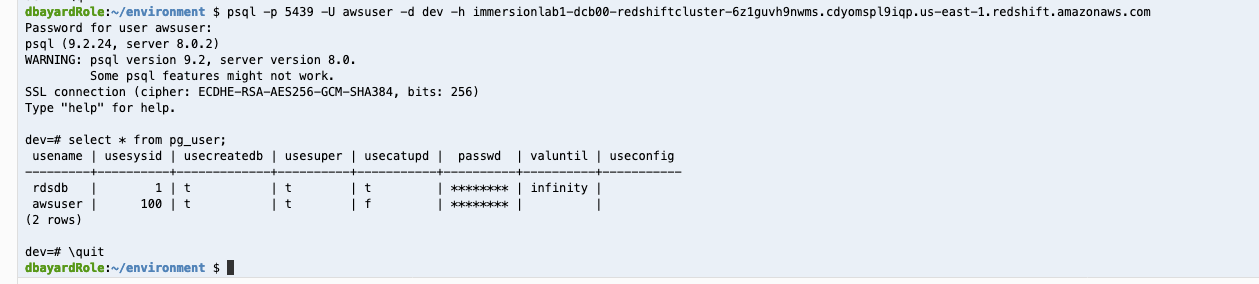 dbayardRole:~/environment $ psql -p 5439 -U awsuser -d dev -h immersionlab1-dcb00-redshiftcluster-6z1guvh9nwms.cdyomspl9iqp.us-east-1.redshift.amazonaws.com
Password for user awsuser:
psql (9.2.24, server 8.0.2)
WARNING: psql version 9.2, server version 8.0.
         Some psql features might not work.
SSL connection (cipher: ECDHE-RSA-AES256-GCM-SHA384, bits: 256)
Type "help" for help.

dev=# select * from pg_user;
 usename | usesysid | usecreatedb | usesuper | usecatupd |  passwd  | valuntil | useconfig
---------+----------+-------------+----------+-----------+----------+----------+-----------
 rdsdb   |        1 | t           | t        | t         | ******** | infinity |
 awsuser |      100 | t           | t        | f         | ******** |          |
(2 rows)

dev=# \quit
dbayardRole:~/environment $